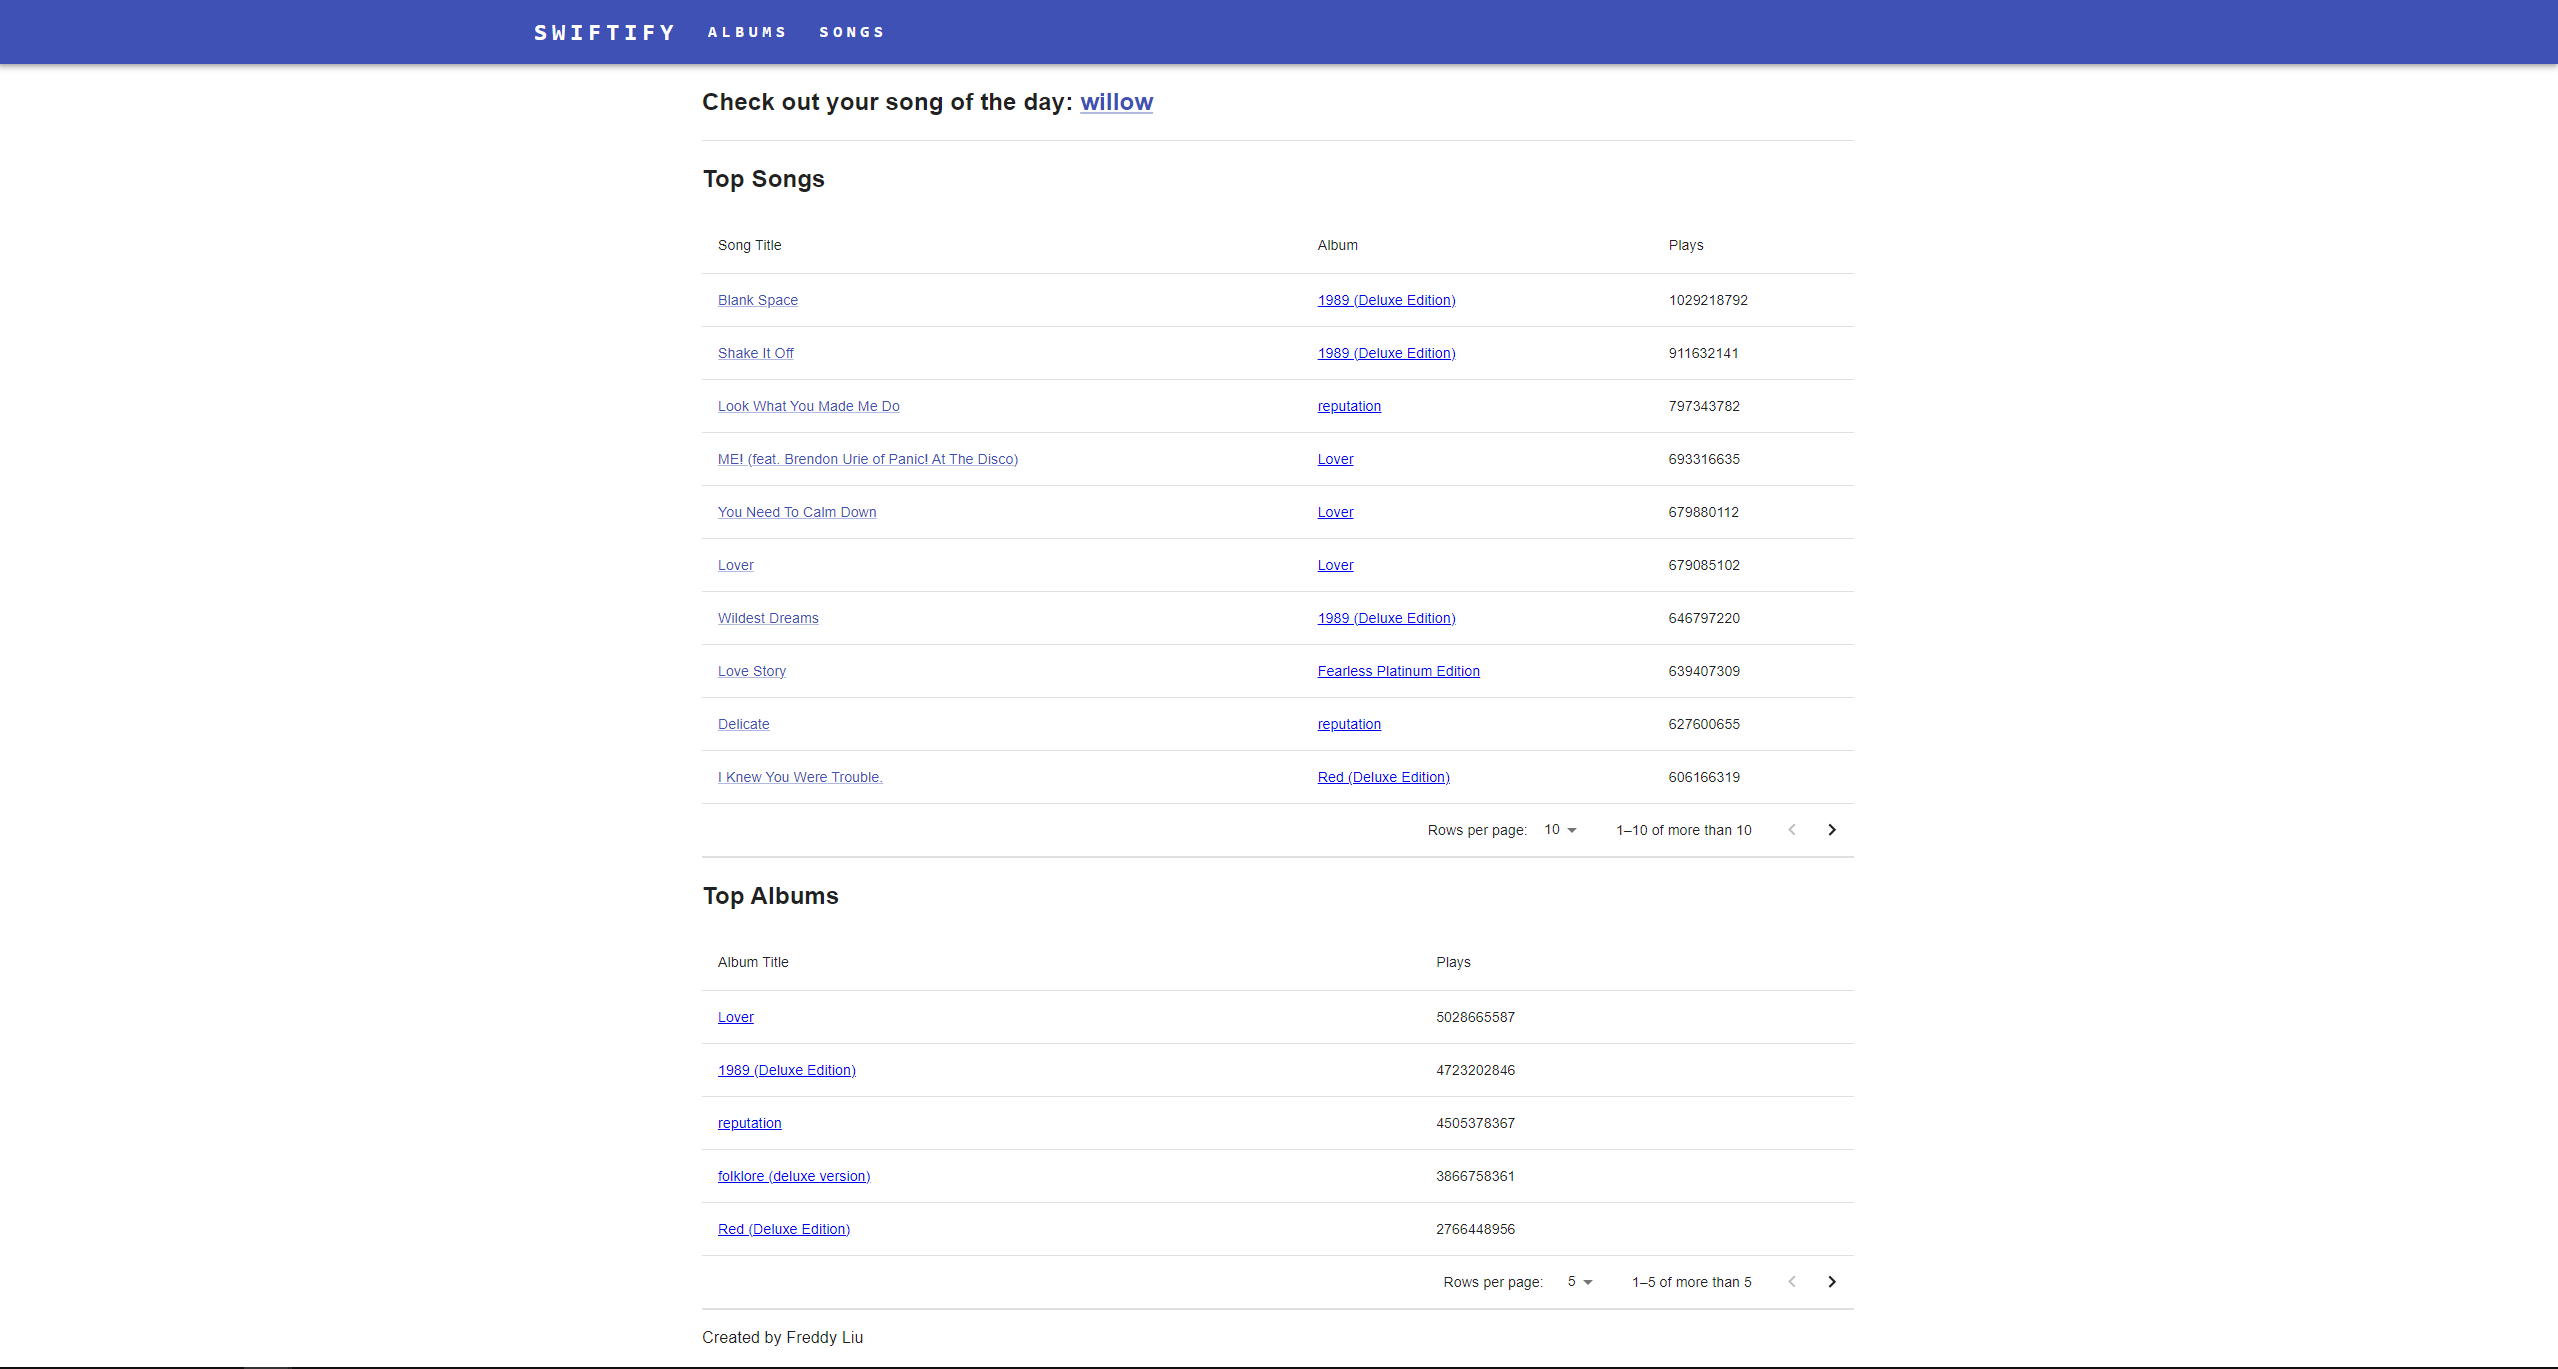 SWIFTIFY ALBUMS SONGS
Check out your song of the day: willow
Top Songs
Song Title Album Plays
Blank Space 1989 (Deluxe Edition) 1029218792
Shake It Off 1989 (Deluxe Edition) 911632141
Look What You Made Me Do reputation 797343782
ME! (feat. Brendon Urie of Panic! At The Disco) Lover 693316635
You Need To Calm Down Lover 679880112
Lover Lover 679085102
Wildest Dreams 1989 (Deluxe Edition) 646797220
Love Story Fearless Platinum Edition 639407309
Delicate reputation 627600655
I Knew You Were Trouble. Red (Deluxe Edition) 606166319
Rows per page: 10 1–10 of more than 10
Top Albums
Album Title Plays
Lover 5028665587
1989 (Deluxe Edition) 4723202846
reputation 4505378367
folklore (deluxe version) 3866758361
Red (Deluxe Edition) 2766448956
Rows per page: 5 1–5 of more than 5
Created by Freddy Liu